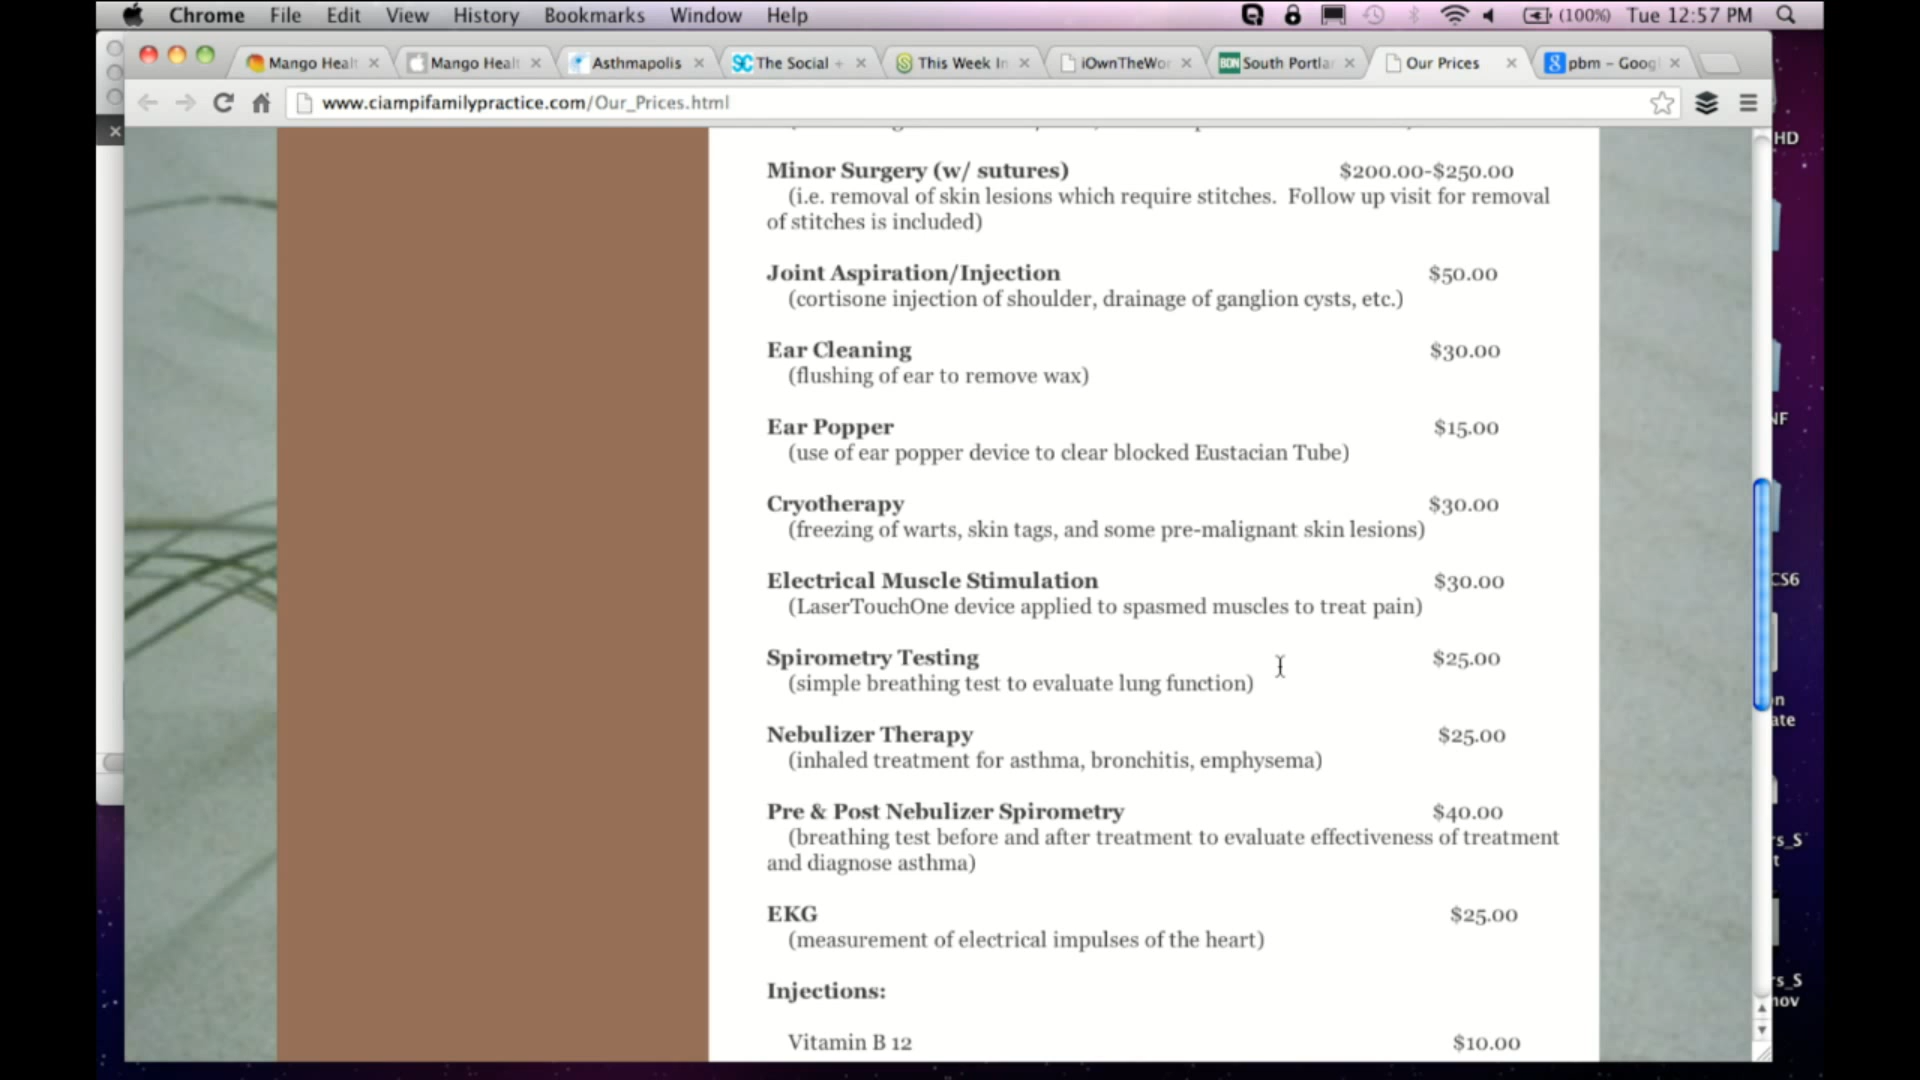 Chrome File Edit View History Bookmarks Window Help (100%) Tue 12:57 PM
Mango Healt Mango Healt Asthmapolis The Social + This Week In iOwnTheWor BDN South Portlan Our Prices pbm – Goog
www.ciampifamilypractice.com/Our_Prices.html
HD
Minor Surgery (w/ sutures) $200.00-$250.00
(i.e. removal of skin lesions which require stitches. Follow up visit for removal
of stitches is included)
Joint Aspiration/Injection $50.00
(cortisone injection of shoulder, drainage of ganglion cysts, etc.)
Ear Cleaning $30.00
(flushing of ear to remove wax)
Ear Popper $15.00
(use of ear popper device to clear blocked Eustacian Tube)
Cryotherapy $30.00
(freezing of warts, skin tags, and some pre-malignant skin lesions)
CS6
Electrical Muscle Stimulation $30.00
(LaserTouchOne device applied to spasmed muscles to treat pain)
Spirometry Testing $25.00
(simple breathing test to evaluate lung function)
Nebulizer Therapy $25.00
(inhaled treatment for asthma, bronchitis, emphysema)
Pre & Post Nebulizer Spirometry $40.00
(breathing test before and after treatment to evaluate effectiveness of treatment
and diagnose asthma)
EKG $25.00
(measurement of electrical impulses of the heart)
Injections:
Vitamin B 12 $10.00